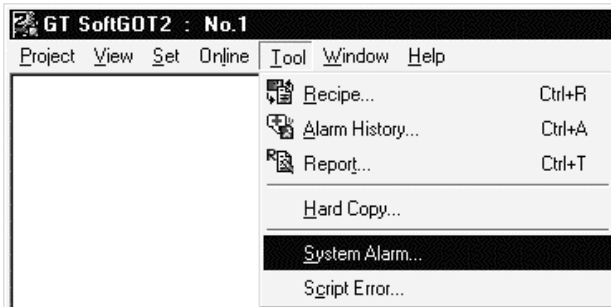 GT SoftGOT2 : No.1
Project View Set Online Tool Window Help
Recipe... Ctrl+R
Alarm History... Ctrl+A
Report... Ctrl+T
Hard Copy...
System Alarm...
Script Error...